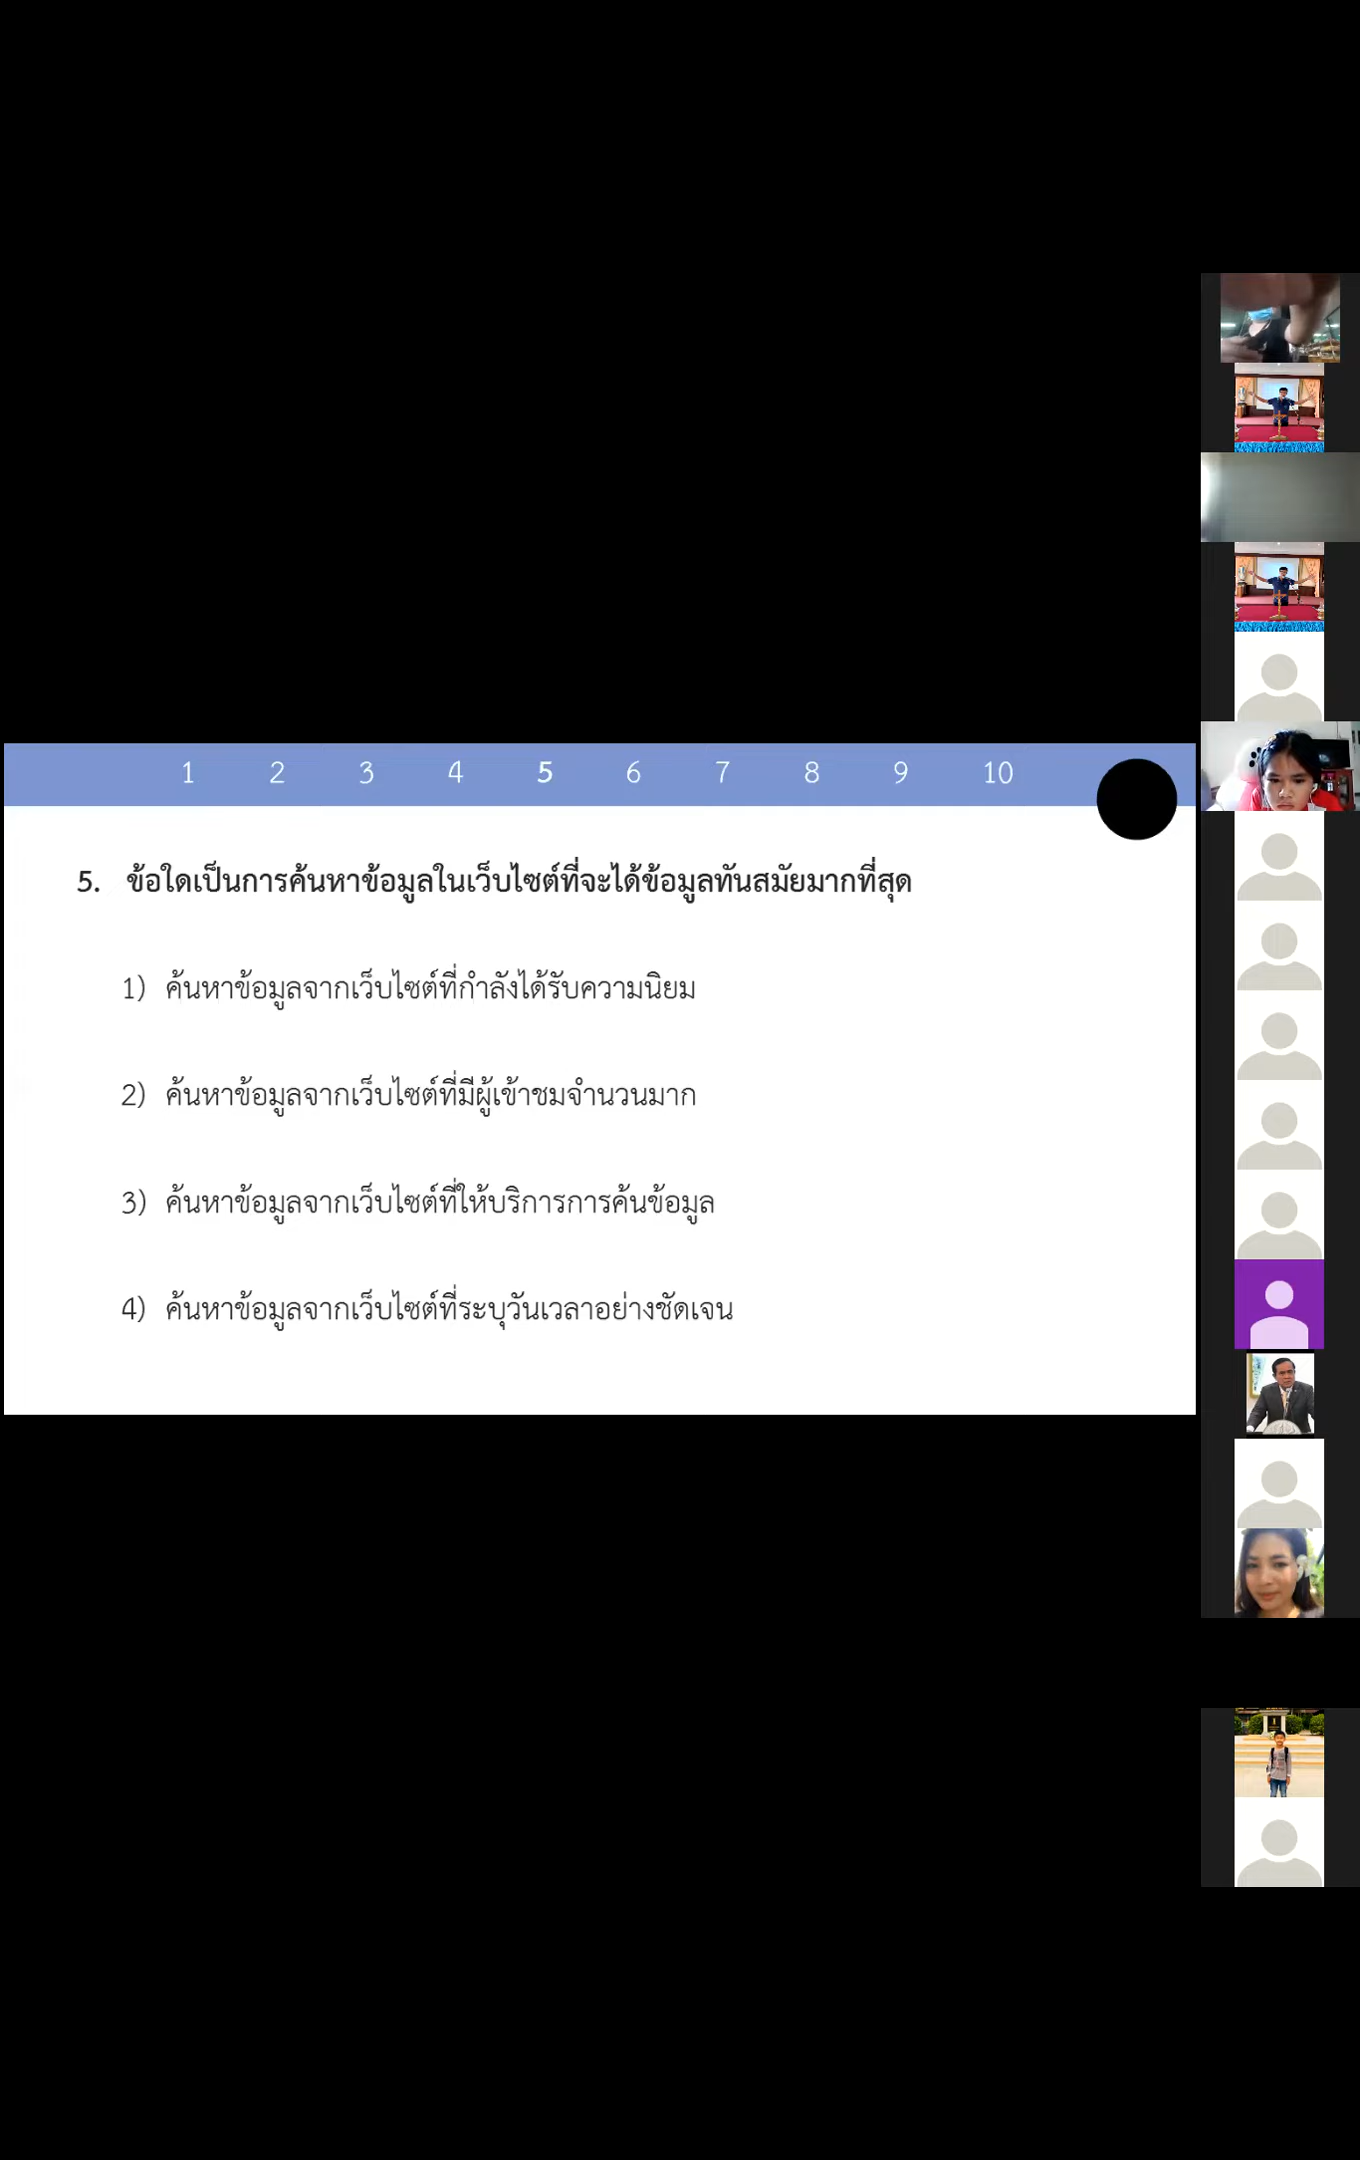 1 2 3 4 5 6 7 8 9 10
5. ข้อใดเป็นการค้นหาข้อมูลในเว็บไซต์ที่จะได้ข้อมูลทันสมัยมากที่สุด
1) ค้นหาข้อมูลจากเว็บไซต์ที่กำลังได้รับความนิยม
2) ค้นหาข้อมูลจากเว็บไซต์ที่มีผู้เข้าชมจำนวนมาก
3) ค้นหาข้อมูลจากเว็บไซต์ที่ให้บริการการค้นข้อมูล
4) ค้นหาข้อมูลจากเว็บไซต์ที่ระบุวันเวลาอย่างชัดเจน